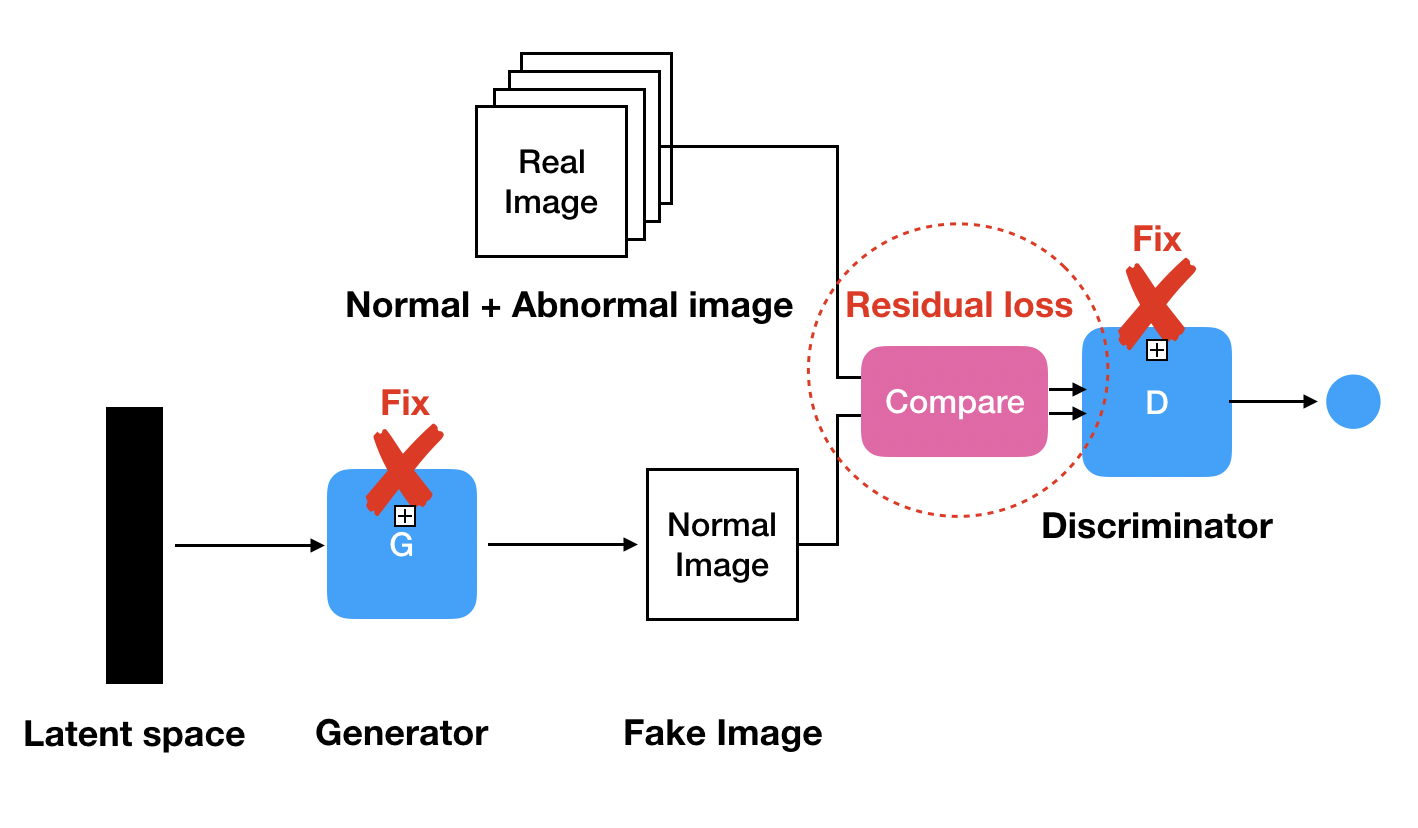 Real
Image
Normal + Abnormal image
Fix
Residual loss
Compare
D
Discriminator
Fix
G
Normal
Image
Latent space
Generator
Fake Image